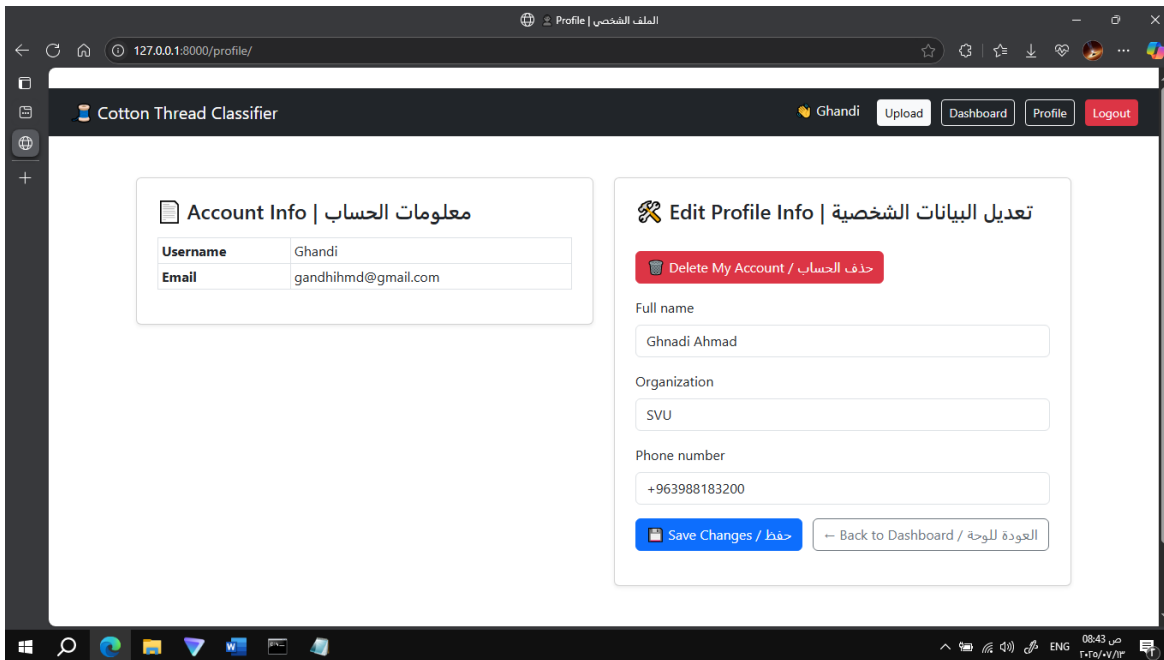 الملف الشخصي | Profile
127.0.0.1:8000/profile/
Cotton Thread Classifier
Ghandi
Upload
Dashboard
Profile
Logout
Account Info | معلومات الحساب
Username Ghandi
Email gandhihmd@gmail.com
Edit Profile Info | تعديل البيانات الشخصية
Delete My Account / حذف الحساب
Full name
Ghnadi Ahmad
Organization
SVU
Phone number
+963988183200
Save Changes / حفظ
← Back to Dashboard / العودة للوحة
ENG
08:43 ص
٢٠٢٥/٠٧/١٣